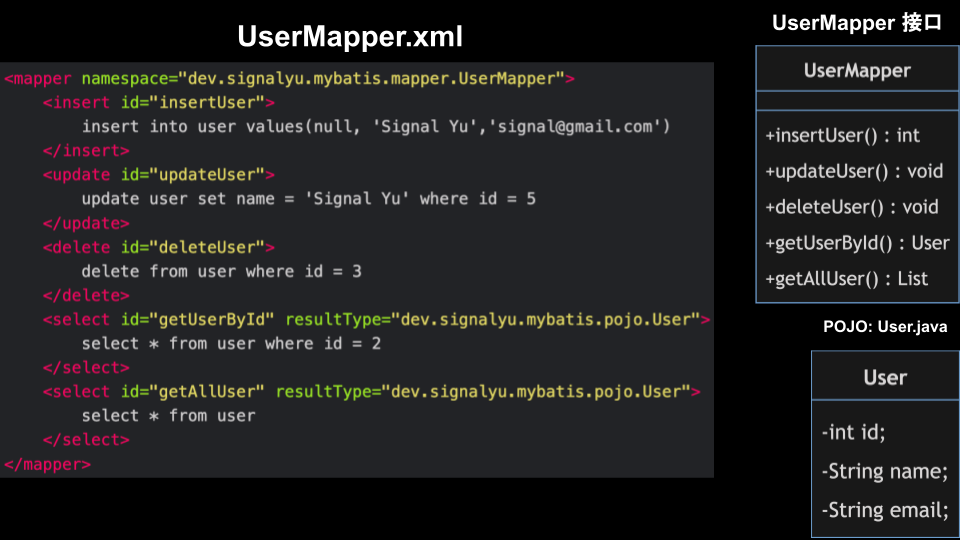 UserMapper.xml
<mapper namespace="dev.signalyu.mybatis.mapper.UserMapper">
    <insert id="insertUser">
        insert into user values(null, 'Signal Yu','signal@gmail.com')
    </insert>
    <update id="updateUser">
        update user set name = 'Signal Yu' where id = 5
    </update>
    <delete id="deleteUser">
        delete from user where id = 3
    </delete>
    <select id="getUserById" resultType="dev.signalyu.mybatis.pojo.User">
        select * from user where id = 2
    </select>
    <select id="getAllUser" resultType="dev.signalyu.mybatis.pojo.User">
        select * from user
    </select>
</mapper>
UserMapper 接口
UserMapper
+insertUser() : int
+updateUser() : void
+deleteUser() : void
+getUserById() : User
+getAllUser() : List
POJO: User.java
User
-int id;
-String name;
-String email;